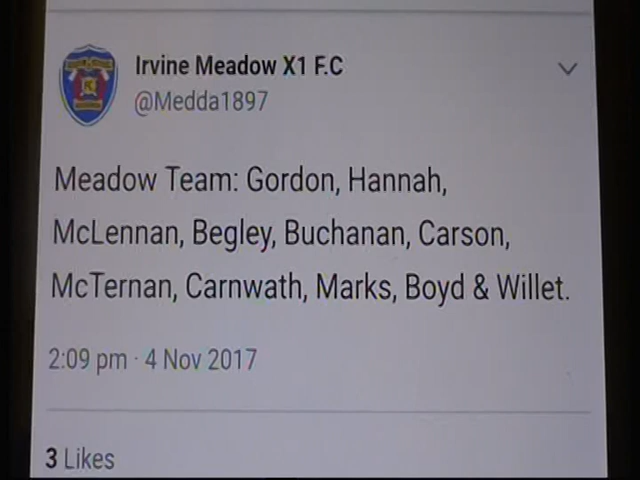 Irvine Meadow X1 F.C
@Medda1897
Meadow Team: Gordon, Hannah,
McLennan, Begley, Buchanan, Carson,
McTernan, Carnwath, Marks, Boyd & Willet.
2:09 pm · 4 Nov 2017
3 Likes